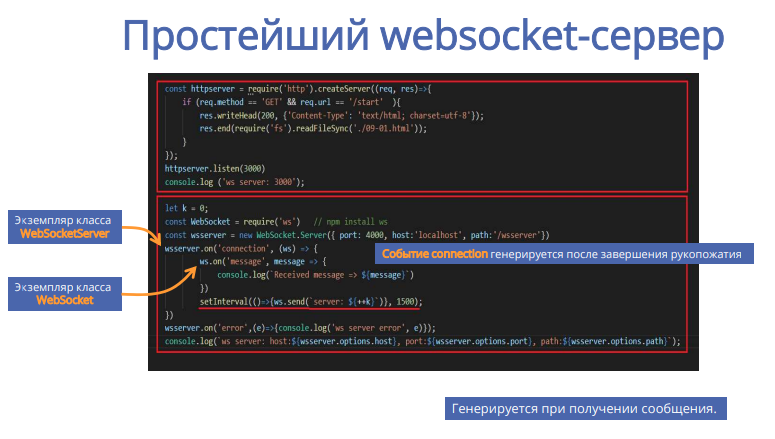 Простейший websocket-сервер
const httpserver = require('http').createServer((req, res)=>{
if (req.method == 'GET' && req.url == '/start' ){
res.writeHead(200, {'Content-Type': 'text/html; charset=utf-8'});
res.end(require('fs').readFileSync('./09-01.html'));
}
});
httpserver.listen(3000)
console.log ('ws server: 3000');
let k = 0;
const WebSocket = require('ws') // npm install ws
const wsserver = new WebSocket.Server({ port: 4000, host:'localhost', path:'/wsserver'})
wsserver.on('connection', (ws) => {
ws.on('message', message => {
console.log(`Received message => ${message}`)
})
setInterval(()=>{ws.send(`server: ${++k}`)}, 1500);
})
wsserver.on('error',(e)=>{console.log('ws server error', e)});
console.log(`ws server: host:${wsserver.options.host}, port:${wsserver.options.port}, path:${wsserver.options.path}`);
Экземпляр класса
WebSocketServer
Событие connection генерируется после завершения рукопожатия
Экземпляр класса
WebSocket
Генерируется при получении сообщения.